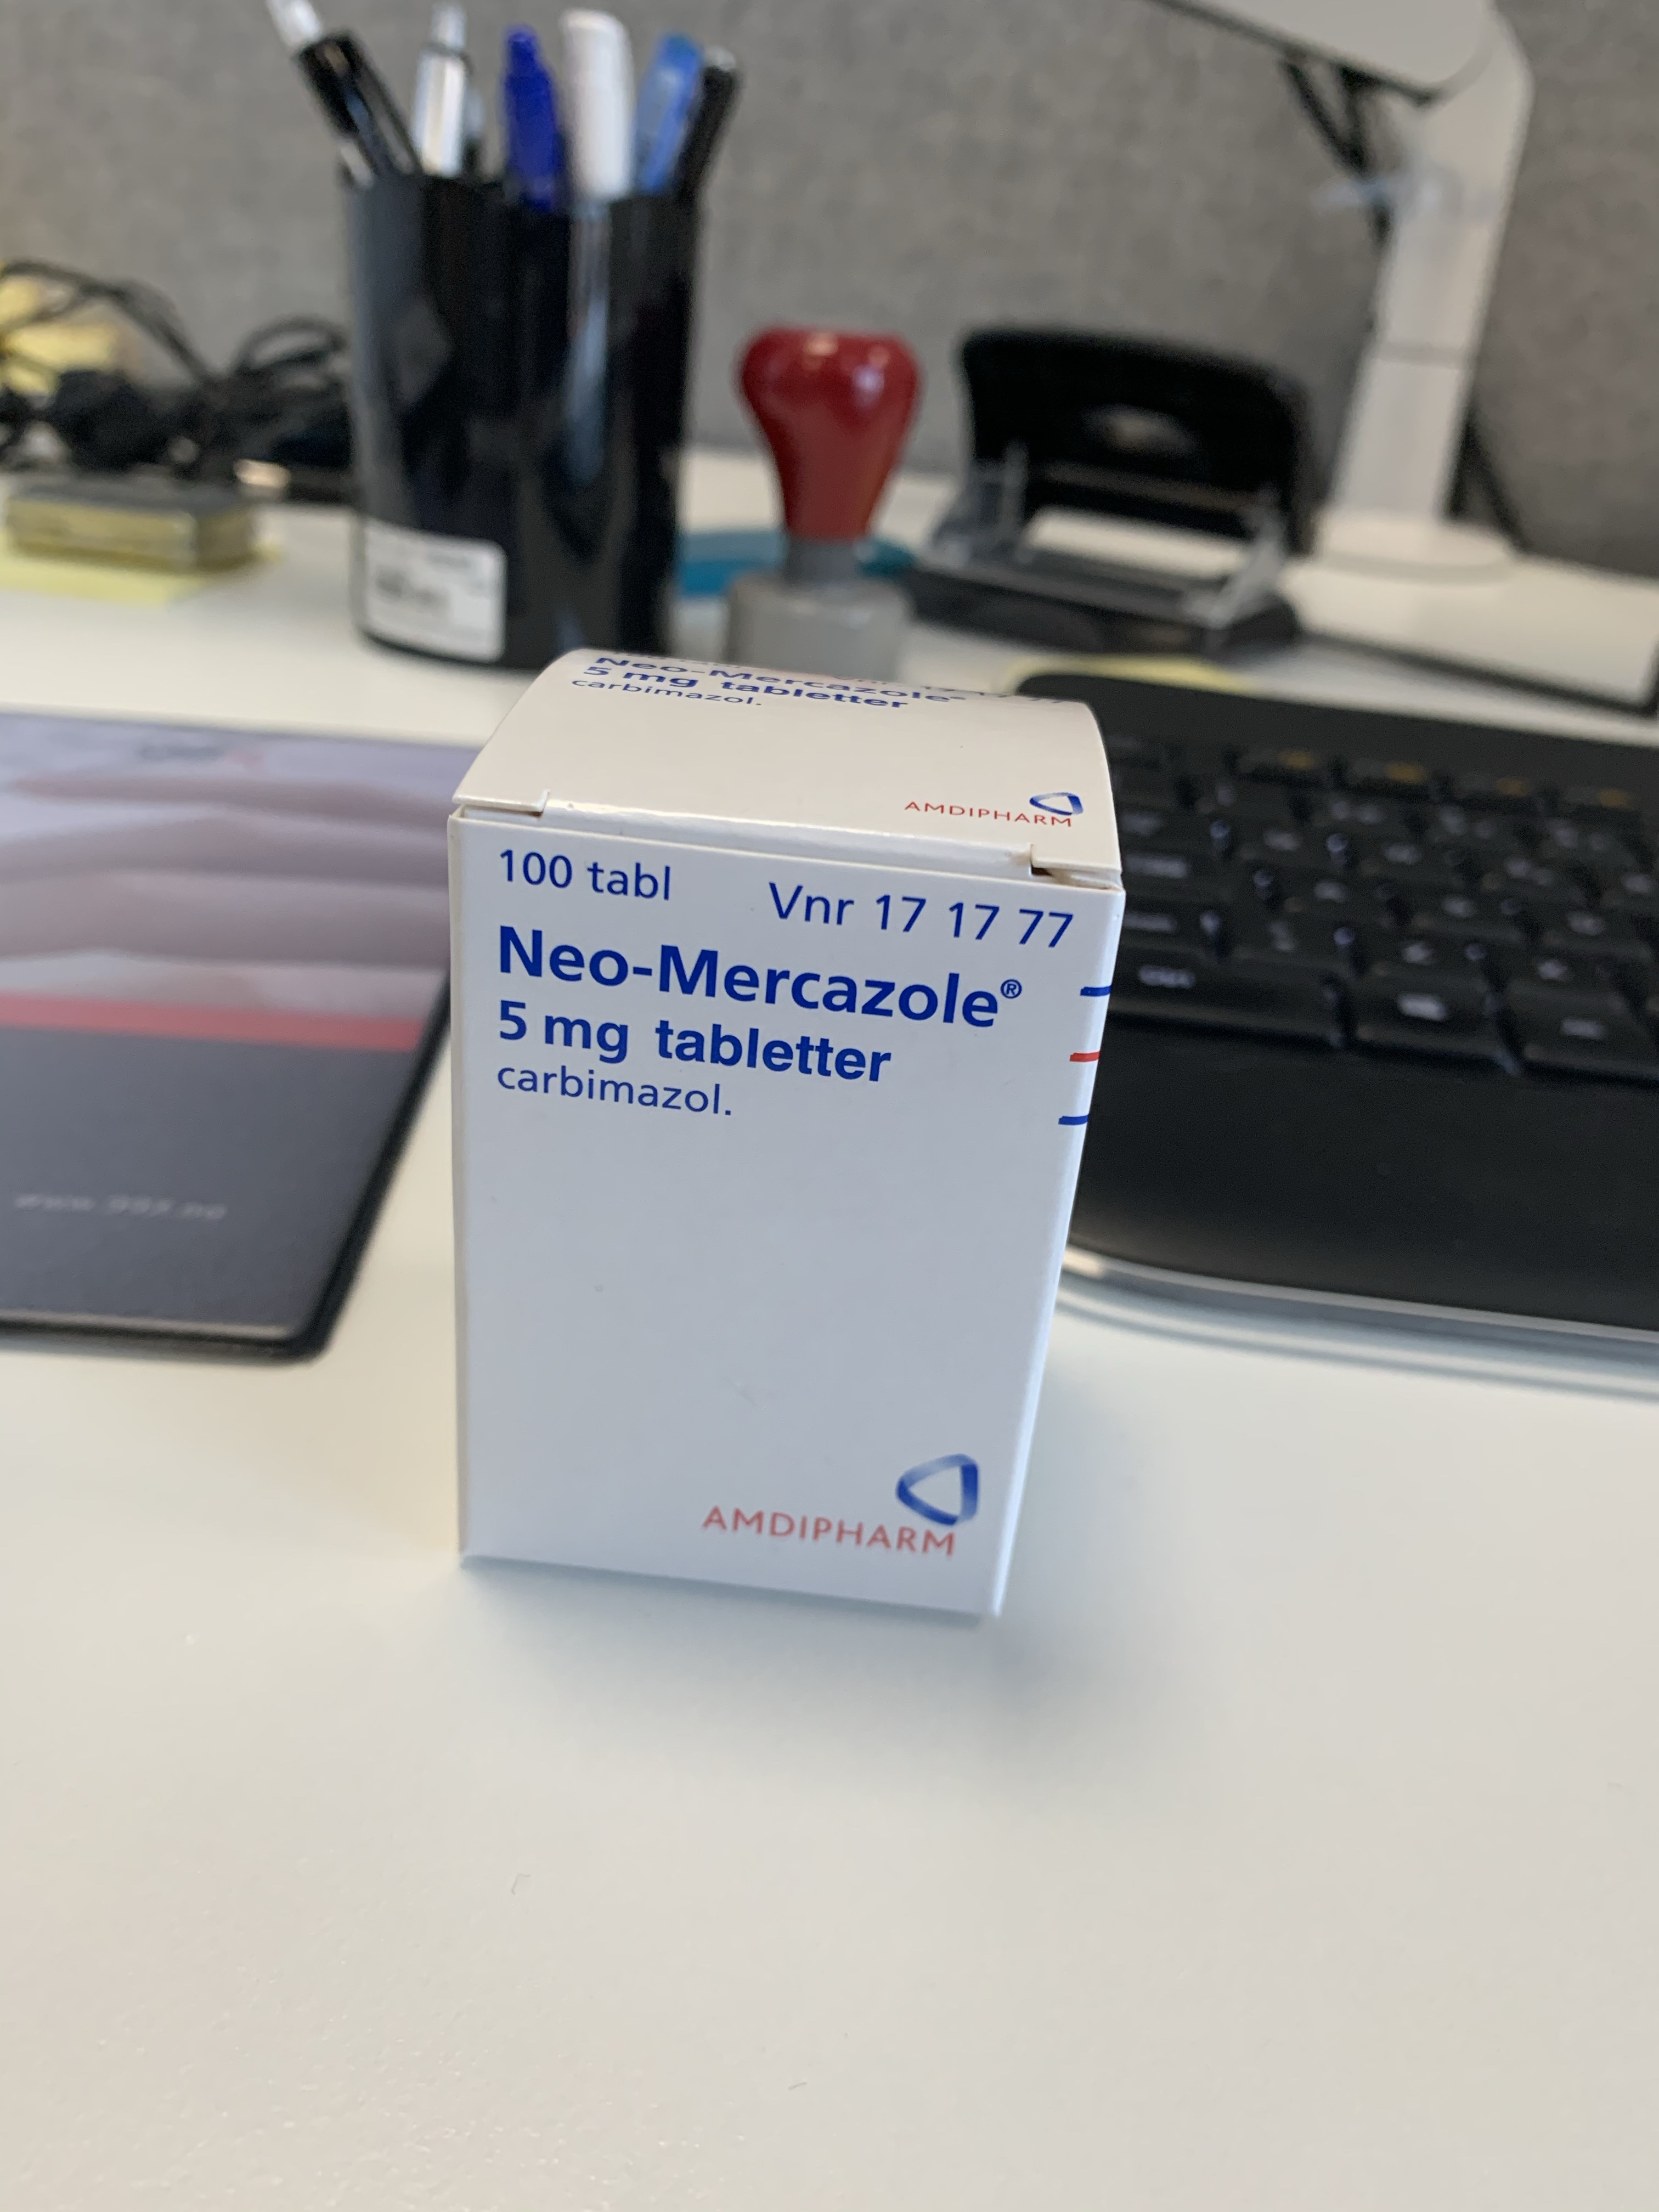 Neo-Mercazole®
5 mg tabletter
carbimazol.
AMDIPHARM
100 tabl Vnr 17 17 77
Neo-Mercazole®
5 mg tabletter
carbimazol.
AMDIPHARM